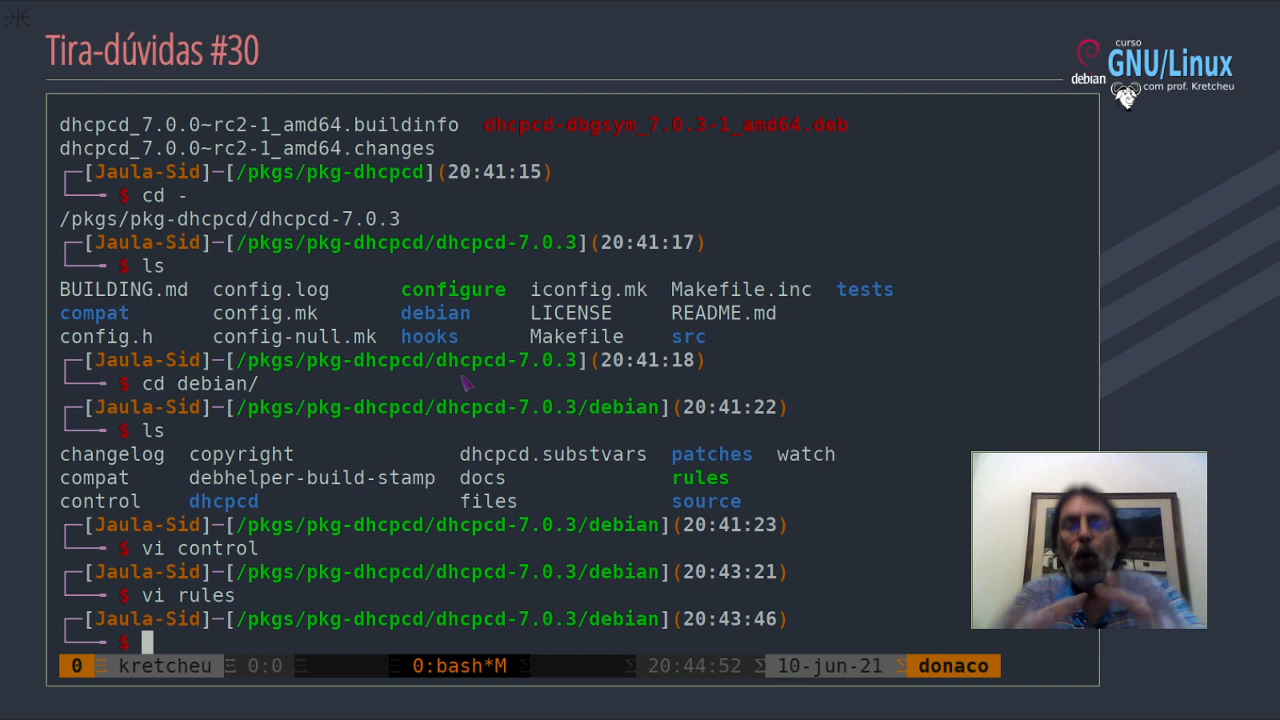 Tira-dúvidas #30
curso
GNU/Linux
debian
com prof. Kretcheu
dhcpcd_7.0.0~rc2-1_amd64.buildinfo  dhcpcd-dbgsym_7.0.3-1_amd64.deb
dhcpcd_7.0.0~rc2-1_amd64.changes
┌─[Jaula-Sid]─[/pkgs/pkg-dhcpcd](20:41:15)
└──╼ $ cd -
/pkgs/pkg-dhcpcd/dhcpcd-7.0.3
┌─[Jaula-Sid]─[/pkgs/pkg-dhcpcd/dhcpcd-7.0.3](20:41:17)
└──╼ $ ls
BUILDING.md  config.log      configure  iconfig.mk  Makefile.inc  tests
compat       config.mk       debian     LICENSE     README.md
config.h     config-null.mk  hooks      Makefile    src
┌─[Jaula-Sid]─[/pkgs/pkg-dhcpcd/dhcpcd-7.0.3](20:41:18)
└──╼ $ cd debian/
┌─[Jaula-Sid]─[/pkgs/pkg-dhcpcd/dhcpcd-7.0.3/debian](20:41:22)
└──╼ $ ls
changelog  copyright              dhcpcd.substvars  patches  watch
compat     debhelper-build-stamp  docs              rules
control    dhcpcd                 files             source
┌─[Jaula-Sid]─[/pkgs/pkg-dhcpcd/dhcpcd-7.0.3/debian](20:41:23)
└──╼ $ vi control
┌─[Jaula-Sid]─[/pkgs/pkg-dhcpcd/dhcpcd-7.0.3/debian](20:43:21)
└──╼ $ vi rules
┌─[Jaula-Sid]─[/pkgs/pkg-dhcpcd/dhcpcd-7.0.3/debian](20:43:46)
└──╼ $
0 Ξ kretcheu Ξ 0:0 Ξ Ξ 0:bash*M Σ Σ 20:44:52 Σ 10-jun-21 Σ donaco